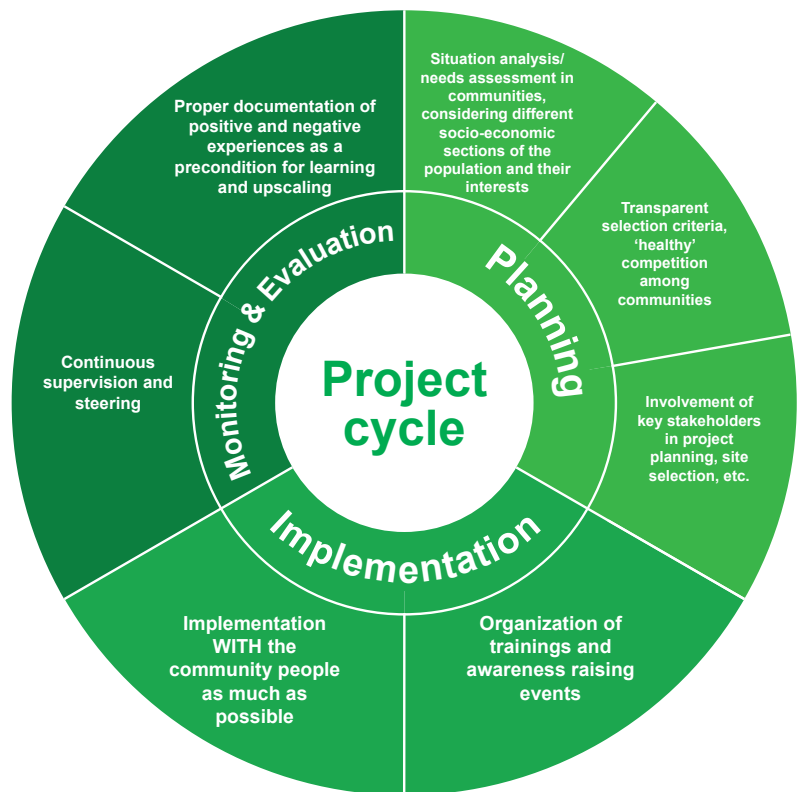 Project
cycle
Planning
Situation analysis/
needs assessment in
communities,
considering different
socio-economic
sections of the
population and their
interests
Transparent
selection criteria,
‘healthy’
competition
among
communities
Involvement of
key stakeholders
in project
planning, site
selection, etc.
Implementation
Organization of
trainings and
awareness raising
events
Implementation
WITH the
community people
as much as
possible
Monitoring & Evaluation
Continuous
supervision and
steering
Proper documentation of
positive and negative
experiences as a
precondition for learning
and upscaling